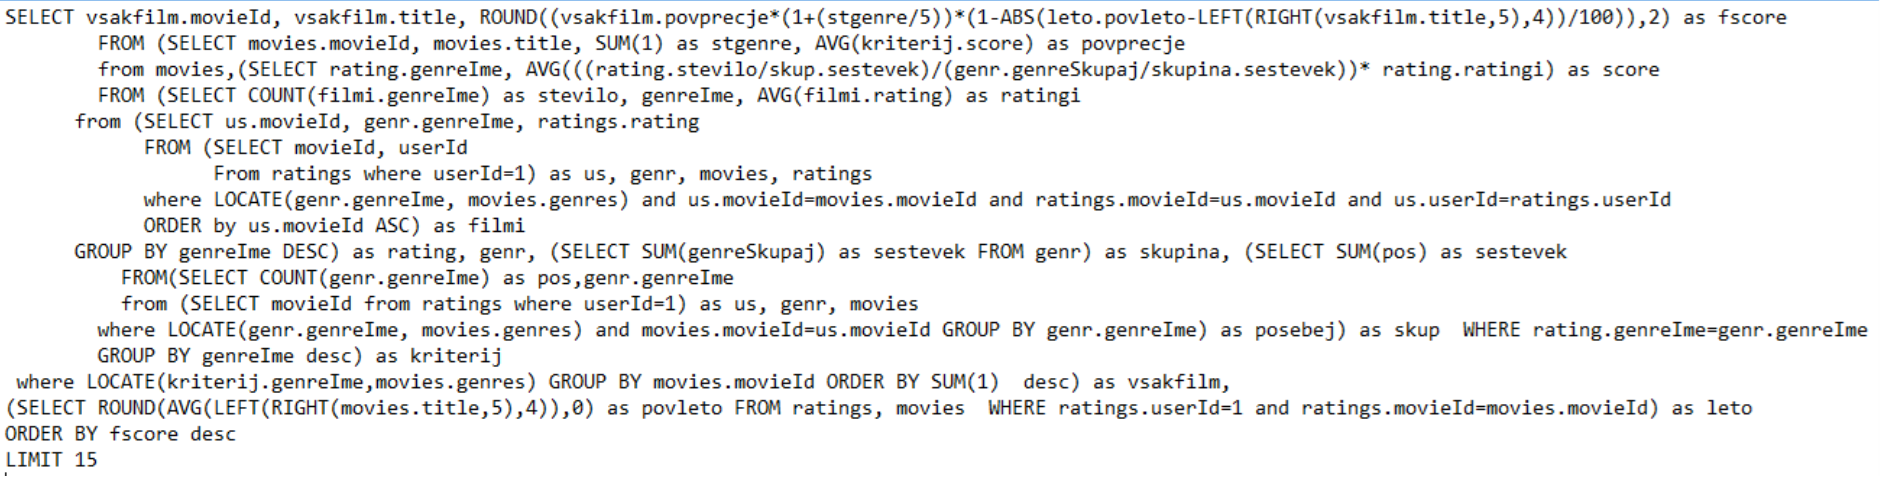 SELECT vsakfilm.movieId, vsakfilm.title, ROUND((vsakfilm.povprecje*(1+(stgenre/5))*(1-ABS(leto.povleto-LEFT(RIGHT(vsakfilm.title,5),4))/100)),2) as fscore
FROM (SELECT movies.movieId, movies.title, SUM(1) as stgenre, AVG(kriterij.score) as povprecje
from movies,(SELECT rating.genreIme, AVG(((rating.stevilo/skup.sestevek)/(genr.genreSkupaj/skupina.sestevek))* rating.ratingi) as score
FROM (SELECT COUNT(filmi.genreIme) as stevilo, genreIme, AVG(filmi.rating) as ratingi
from (SELECT us.movieId, genr.genreIme, ratings.rating
FROM (SELECT movieId, userId
From ratings where userId=1) as us, genr, movies, ratings
where LOCATE(genr.genreIme, movies.genres) and us.movieId=movies.movieId and ratings.movieId=us.movieId and us.userId=ratings.userId
ORDER by us.movieId ASC) as filmi
GROUP BY genreIme DESC) as rating, genr, (SELECT SUM(genreSkupaj) as sestevek FROM genr) as skupina, (SELECT SUM(pos) as sestevek
FROM(SELECT COUNT(genr.genreIme) as pos,genr.genreIme
from (SELECT movieId from ratings where userId=1) as us, genr, movies
where LOCATE(genr.genreIme, movies.genres) and movies.movieId=us.movieId GROUP BY genr.genreIme) as posebej) as skup  WHERE rating.genreIme=genr.genreIme
GROUP BY genreIme desc) as kriterij
where LOCATE(kriterij.genreIme,movies.genres) GROUP BY movies.movieId ORDER BY SUM(1)  desc) as vsakfilm,
(SELECT ROUND(AVG(LEFT(RIGHT(movies.title,5),4)),0) as povleto FROM ratings, movies  WHERE ratings.userId=1 and ratings.movieId=movies.movieId) as leto
ORDER BY fscore desc
LIMIT 15